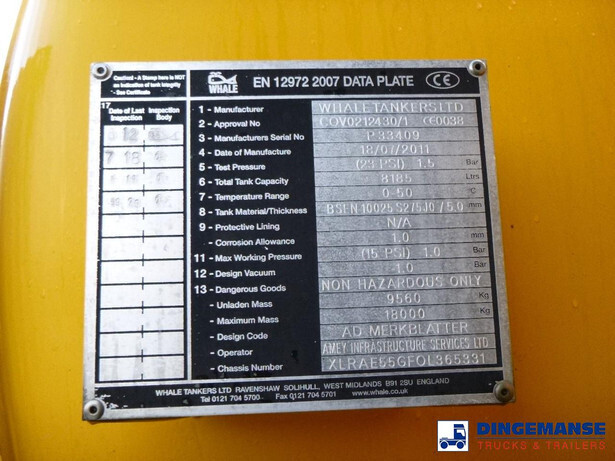 Caution - A Stamp here is NOT
an indication of tank integrity
- See Certificate
WHALE
EN 12972 2007 DATA PLATE
CE
17
Date of Last Inspection
Inspection Body
12
7 18
1 - Manufacturer WHALETANKERS LTD
2 - Approval No COV0212430/1 CE0038
3 - Manufacturers Serial No P33409
4 - Date of Manufacture 18/07/2011
5 - Test Pressure (23 PSI) 1.5 Bar
6 - Total Tank Capacity 8185 Ltrs
7 - Temperature Range 0-50 °C
8 - Tank Material/Thickness BSEN10025 S275J0/5.0 mm
9 - Protective Lining N/A
- Corrosion Allowance 1.0 mm
11 - Max Working Pressure (15 PSI) 1.0 Bar
12 - Design Vacuum 1.0 Bar
13 - Dangerous Goods NON HAZARDOUS ONLY
- Unladen Mass 9560 Kg
- Maximum Mass 18000 Kg
- Design Code AD MERKBLATTER
- Operator AMEY INFRASTRUCTURE SERVICES LTD
- Chassis Number XLRAE55GF0L365331
WHALE TANKERS LTD RAVENSHAW SOLIHULL, WEST MIDLANDS B91 2SU ENGLAND
Tel 0121 704 5700 Fax 0121 704 5701 www.whale.co.uk
DINGEMANSE
TRUCKS & TRAILERS